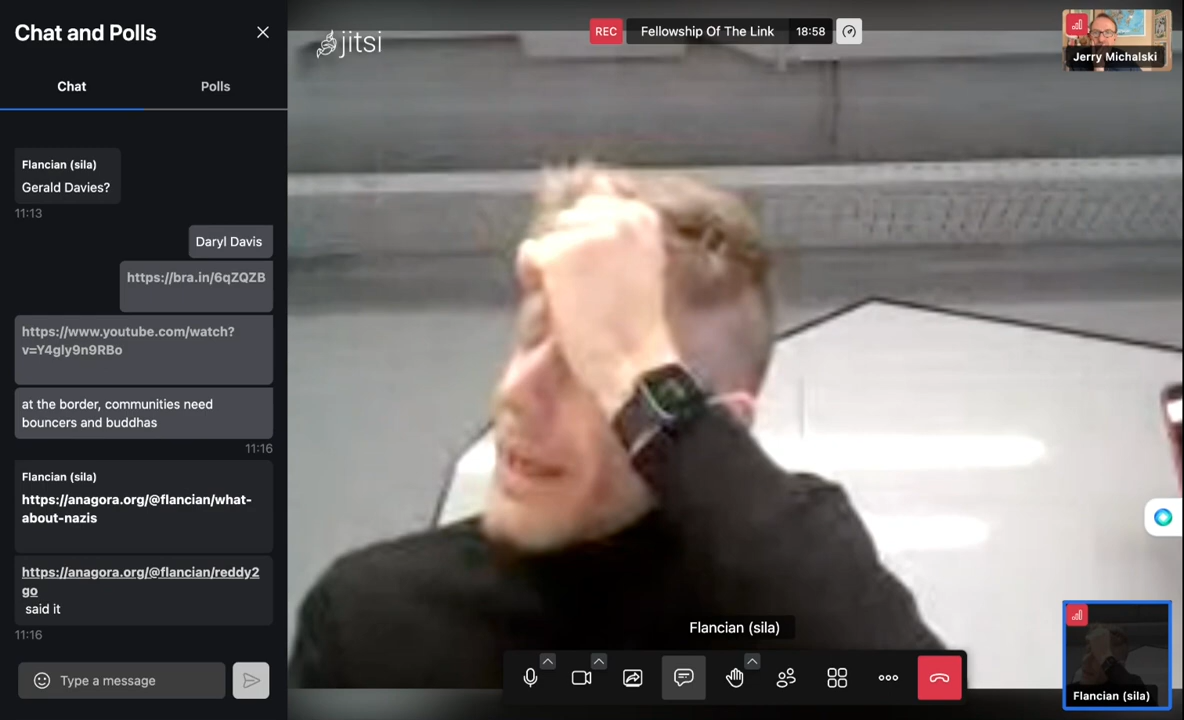 Chat and Polls
Chat
Polls
Flancian (sila)
Gerald Davies?
11:13
Daryl Davis
https://bra.in/6qZQZB
https://www.youtube.com/watch?
v=Y4gly9n9RBo
at the border, communities need
bouncers and buddhas
11:16
Flancian (sila)
https://anagora.org/@flancian/what-
about-nazis
https://anagora.org/@flancian/reddy2
go
said it
11:16
Type a message
jitsi
REC
Fellowship Of The Link
18:58
Jerry Michalski
Flancian (sila)
Flancian (sila)